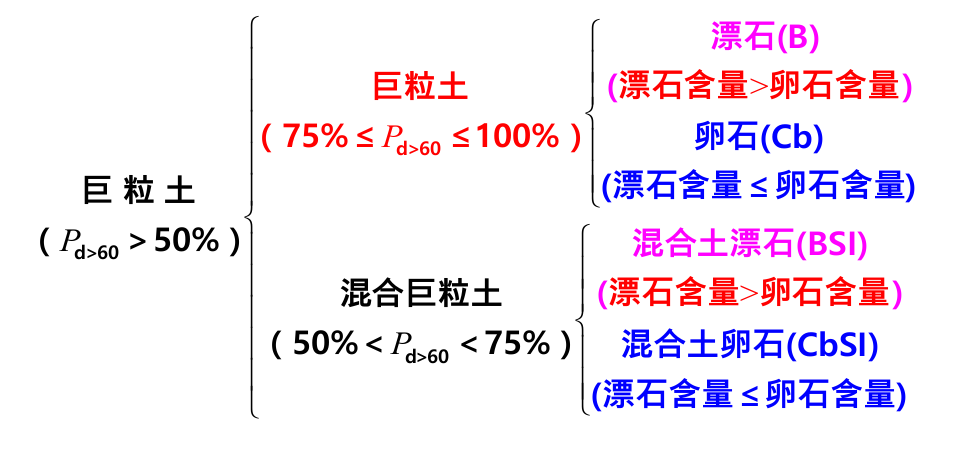 巨粒土
(P_{d>60} > 50%)
巨粒土
(75% ≤ P_{d>60} ≤ 100%)
漂石(B)
(漂石含量>卵石含量)
卵石(Cb)
(漂石含量 ≤ 卵石含量)
混合巨粒土
(50% < P_{d>60} < 75%)
混合土漂石(BSI)
(漂石含量>卵石含量)
混合土卵石(CbSI)
(漂石含量 ≤ 卵石含量)